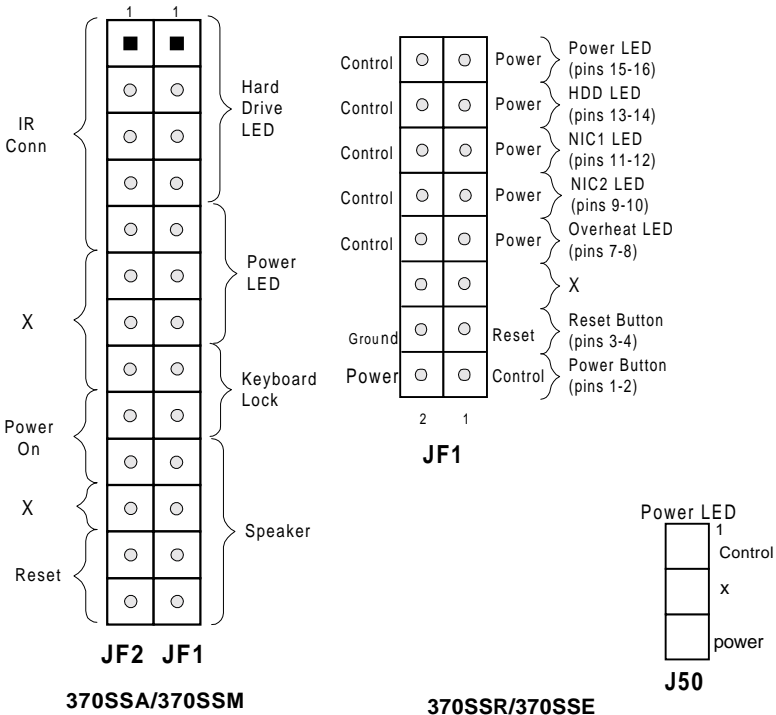 1 1
IR
Conn
X
Power
On
X
Reset
Hard
Drive
LED
Power
LED
Keyboard
Lock
Speaker
JF2 JF1
370SSA/370SSM
Control Power Power LED
(pins 15-16)
Control Power HDD LED
(pins 13-14)
Control Power NIC1 LED
(pins 11-12)
Control Power NIC2 LED
(pins 9-10)
Control Power Overheat LED
(pins 7-8)
X
Ground Reset Reset Button
(pins 3-4)
Power Control Power Button
(pins 1-2)
2 1
JF1
370SSR/370SSE
Power LED
1
Control
x
power
J50